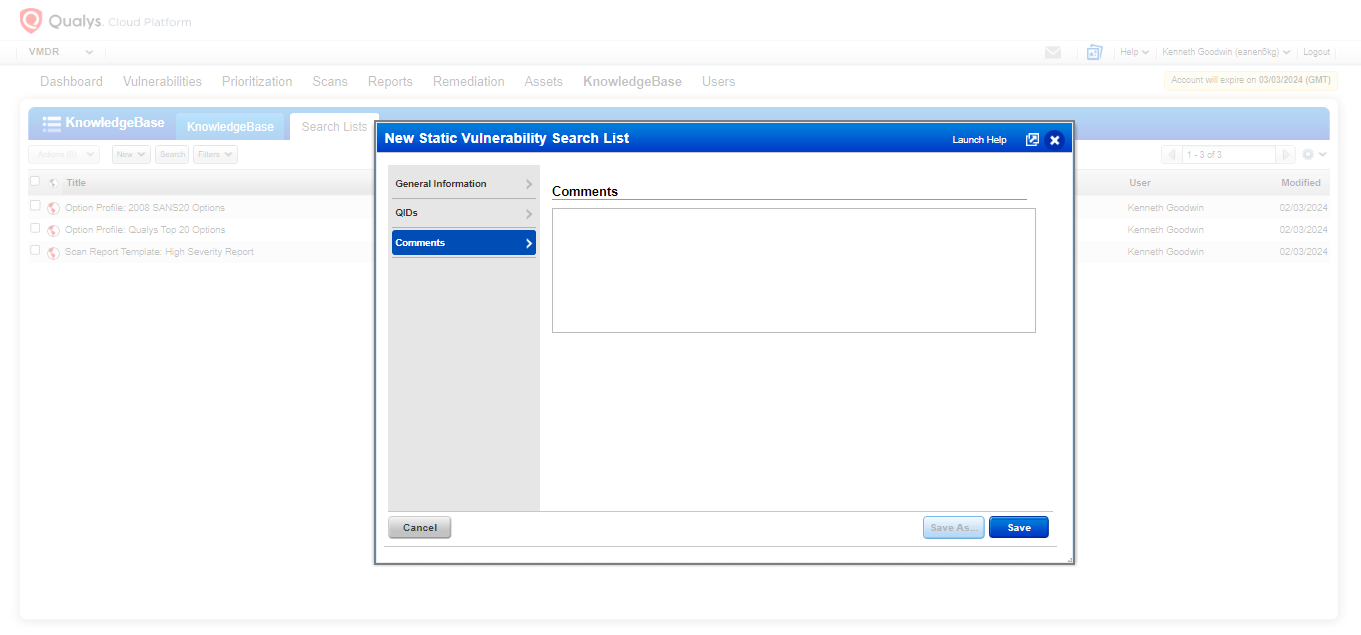 Qualys. Cloud Platform
VMDR
Help
Kenneth Goodwin (eanen5kg)
Logout
Dashboard Vulnerabilities Prioritization Scans Reports Remediation Assets KnowledgeBase Users
Account will expire on 03/03/2024 (GMT)
KnowledgeBase KnowledgeBase Search Lists
Actions (0) New Search Filters
1 - 3 of 3
Title User Modified
Option Profile: 2008 SANS20 Options Kenneth Goodwin 02/03/2024
Option Profile: Qualys Top 20 Options Kenneth Goodwin 02/03/2024
Scan Report Template: High Severity Report Kenneth Goodwin 02/03/2024
New Static Vulnerability Search List Launch Help
General Information
QIDs
Comments
Comments
Cancel Save As... Save